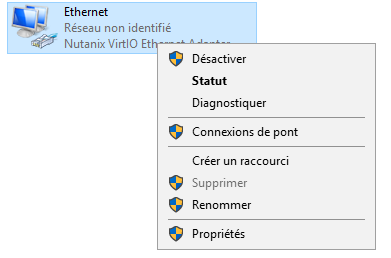 Ethernet
Réseau non identifié
Nutanix VirtIO Ethernet Adapter
Désactiver
Statut
Diagnostiquer
Connexions de pont
Créer un raccourci
Supprimer
Renommer
Propriétés